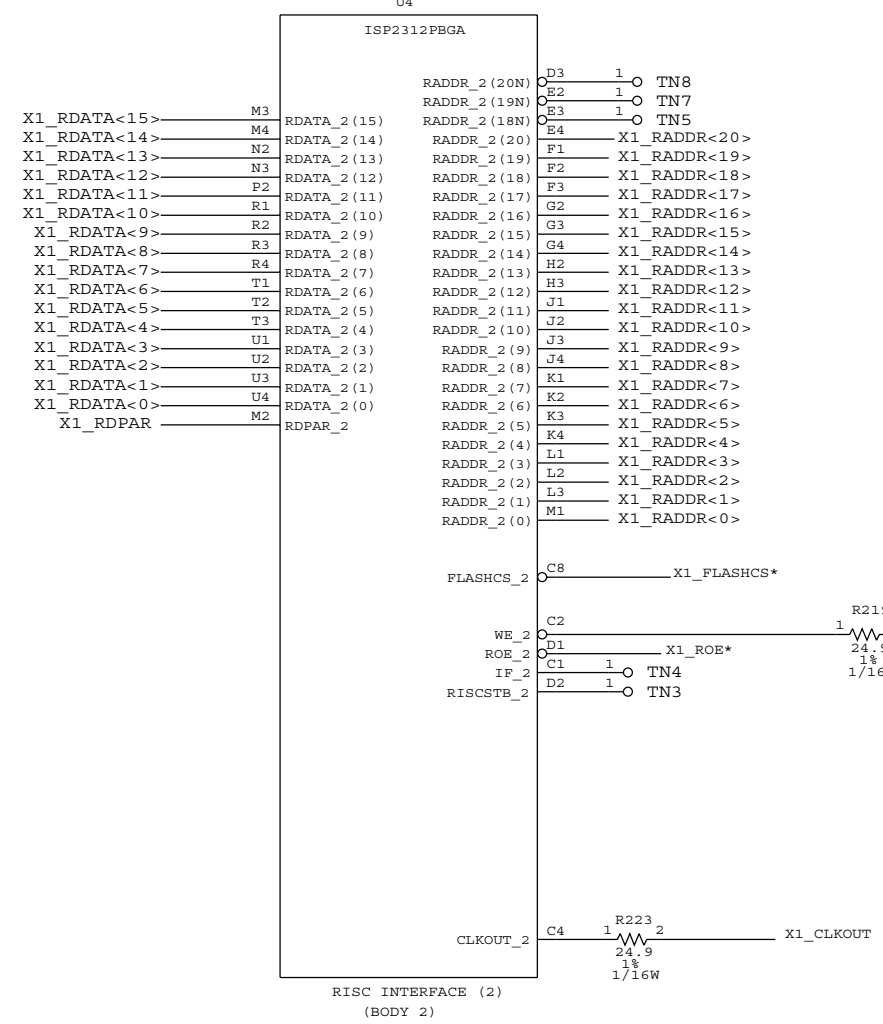 U4
ISP2312PBGA
D3 1
RADDR_2(20N) TN8
E2 1
RADDR_2(19N) TN7
M3 E3 1
X1_RDATA<15> RDATA_2(15) RADDR_2(18N) TN5
M4 E4
X1_RDATA<14> RDATA_2(14) RADDR_2(20) X1_RADDR<20>
N2 F1
X1_RDATA<13> RDATA_2(13) RADDR_2(19) X1_RADDR<19>
N3 F2
X1_RDATA<12> RDATA_2(12) RADDR_2(18) X1_RADDR<18>
P2 F3
X1_RDATA<11> RDATA_2(11) RADDR_2(17) X1_RADDR<17>
R1 G2
X1_RDATA<10> RDATA_2(10) RADDR_2(16) X1_RADDR<16>
R2 G3
X1_RDATA<9> RDATA_2(9) RADDR_2(15) X1_RADDR<15>
R3 G4
X1_RDATA<8> RDATA_2(8) RADDR_2(14) X1_RADDR<14>
R4 H2
X1_RDATA<7> RDATA_2(7) RADDR_2(13) X1_RADDR<13>
T1 H3
X1_RDATA<6> RDATA_2(6) RADDR_2(12) X1_RADDR<12>
T2 J1
X1_RDATA<5> RDATA_2(5) RADDR_2(11) X1_RADDR<11>
T3 J2
X1_RDATA<4> RDATA_2(4) RADDR_2(10) X1_RADDR<10>
U1 J3
X1_RDATA<3> RDATA_2(3) RADDR_2(9) X1_RADDR<9>
U2 J4
X1_RDATA<2> RDATA_2(2) RADDR_2(8) X1_RADDR<8>
U3 K1
X1_RDATA<1> RDATA_2(1) RADDR_2(7) X1_RADDR<7>
U4 K2
X1_RDATA<0> RDATA_2(0) RADDR_2(6) X1_RADDR<6>
M2 K3
X1_RDPAR RDPAR_2 RADDR_2(5) X1_RADDR<5>
K4
RADDR_2(4) X1_RADDR<4>
L1
RADDR_2(3) X1_RADDR<3>
L2
RADDR_2(2) X1_RADDR<2>
L3
RADDR_2(1) X1_RADDR<1>
M1
RADDR_2(0) X1_RADDR<0>
C8
FLASHCS_2 X1_FLASHCS*
R219
C2 1
WE_2 24.9
D1 1%
ROE_2 X1_ROE* 1/16
C1 1
IF_2 TN4
D2 1
RISCSTB_2 TN3
R223
C4 1 2
CLKOUT_2 X1_CLKOUT
24.9
1%
1/16W
RISC INTERFACE (2)
(BODY 2)